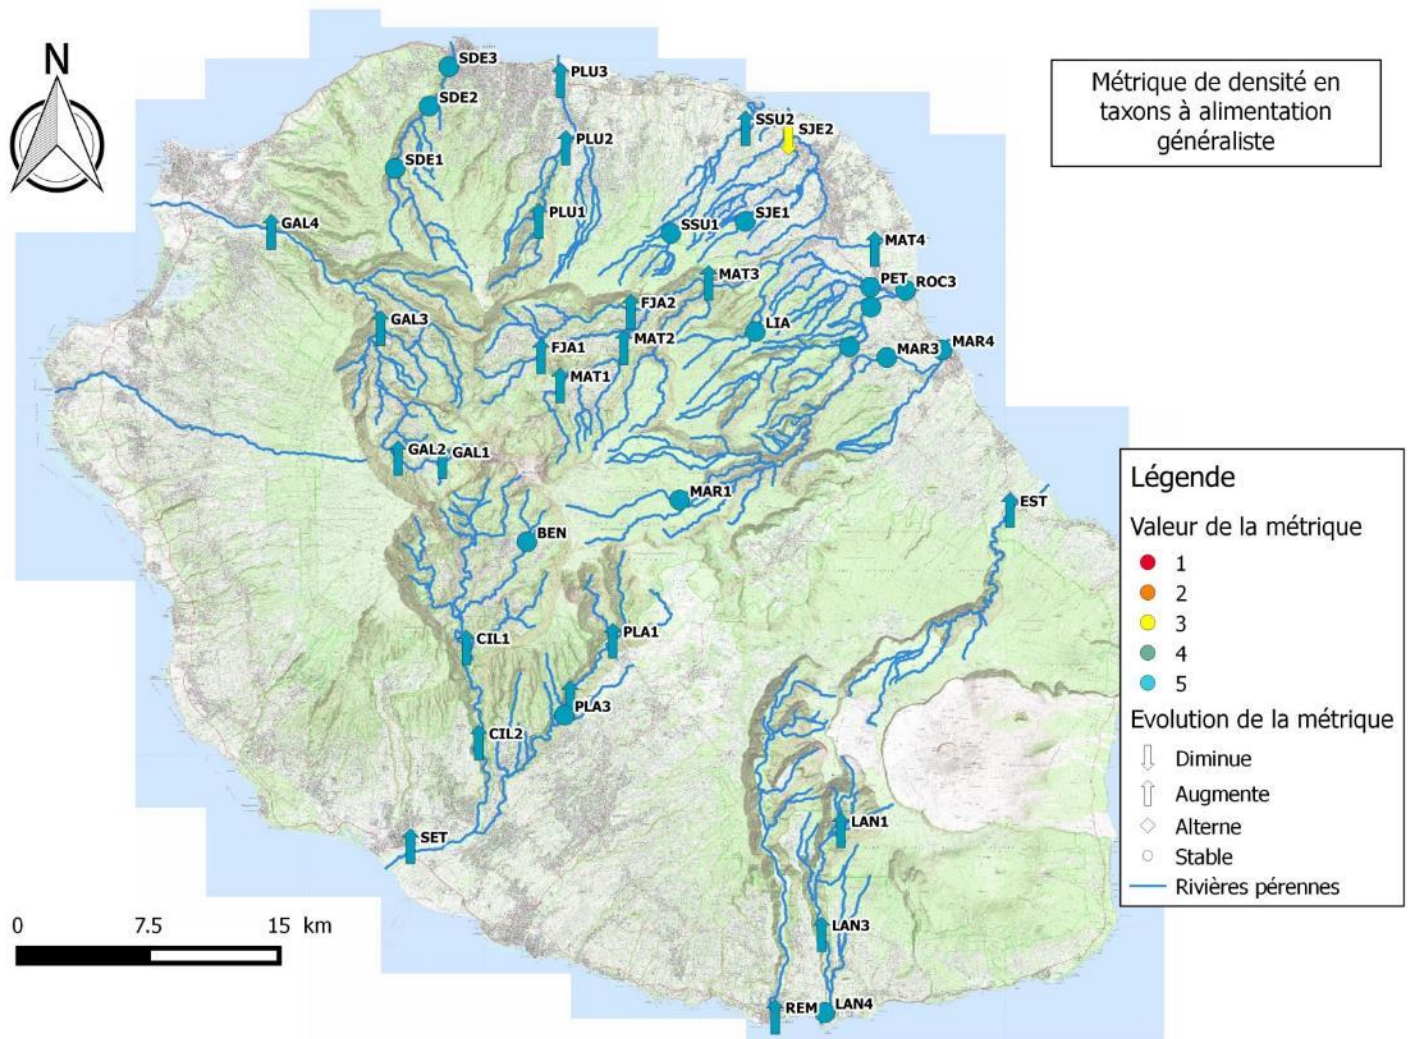 N
Métrique de densité en
taxons à alimentation
généraliste
SDE3
PLU3
SDE2
SSU2
SJE2
PLU2
SDE1
PLU1
SJE1
GAL4
SSU1
MAT4
MAT3
PET
ROC3
FJA2
GAL3
LIA
MAT2
MAR4
FJA1
MAR3
MAT1
GAL2
GAL1
MAR1
EST
BEN
CIL1
PLA1
PLA3
CIL2
LAN1
SET
LAN3
REM
LAN4
Légende
Valeur de la métrique
1
2
3
4
5
Evolution de la métrique
Diminue
Augmente
Alterne
Stable
Rivières pérennes
0 7.5 15 km